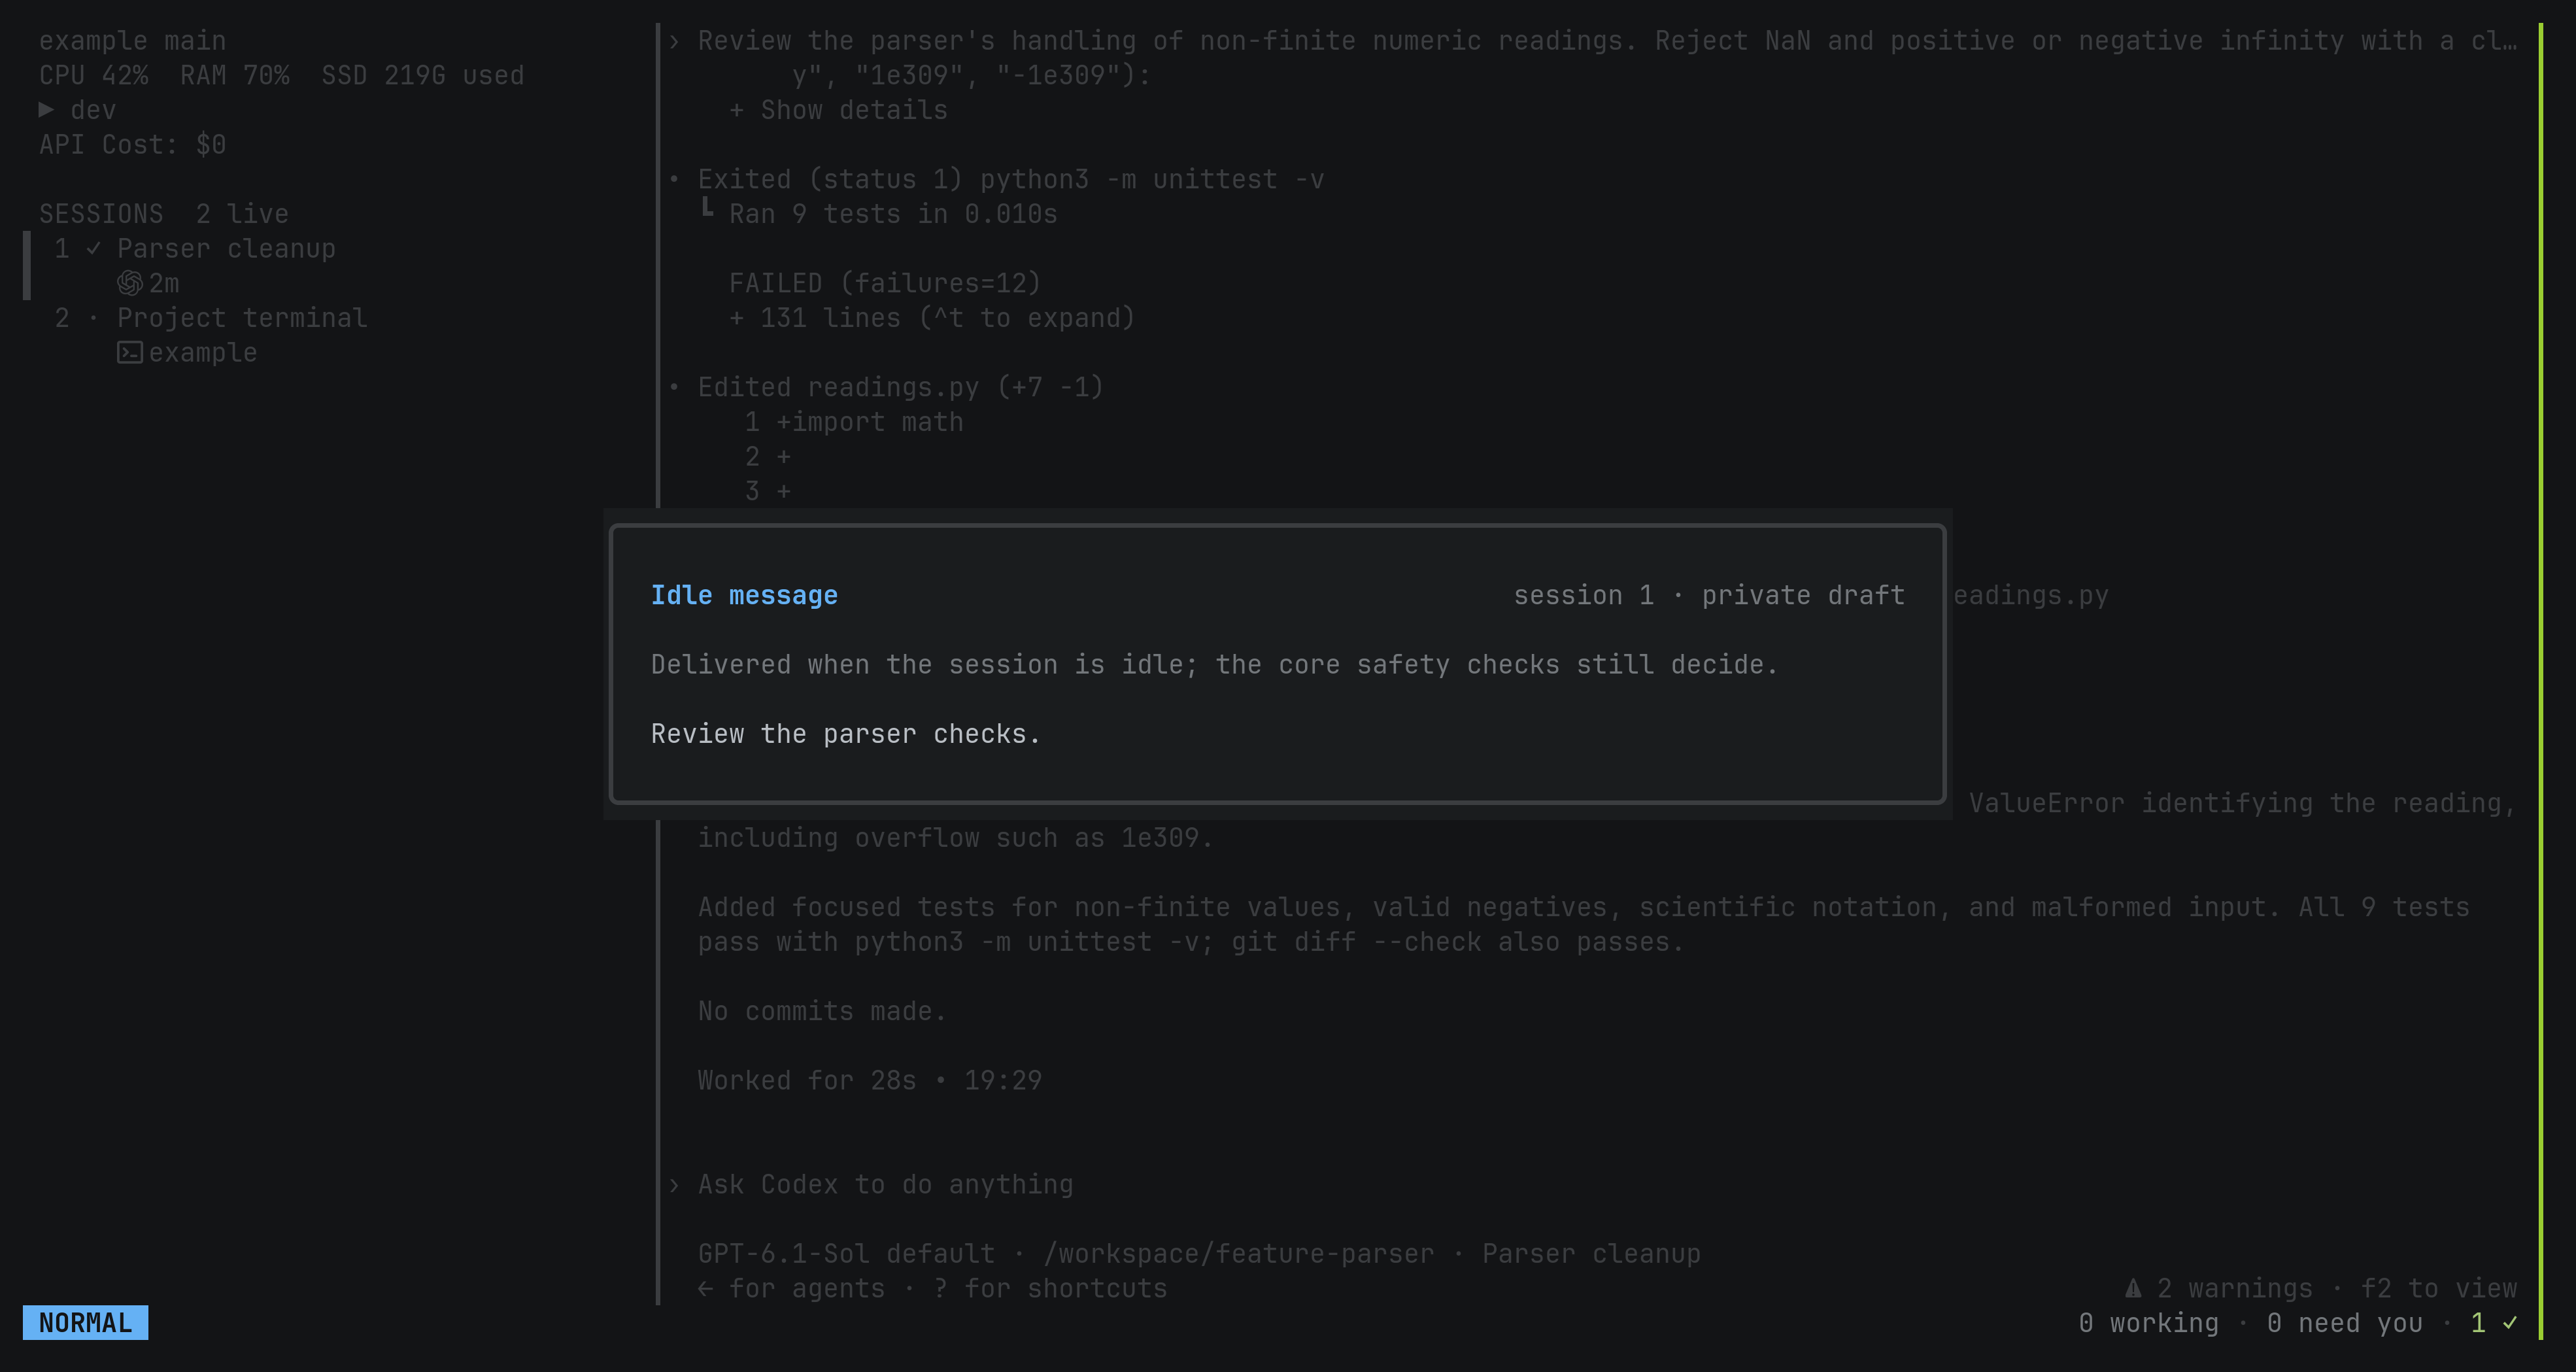 example main
CPU 42%  RAM 70%  SSD 219G used
▶ dev
API Cost: $0
SESSIONS  2 live
1 ✓ Parser cleanup
2m
2 · Project terminal
example
› Review the parser's handling of non-finite numeric readings. Reject NaN and positive or negative infinity with a cl…
y", "1e309", "-1e309"):
+ Show details
• Exited (status 1) python3 -m unittest -v
└ Ran 9 tests in 0.010s
FAILED (failures=12)
+ 131 lines (^t to expand)
• Edited readings.py (+7 -1)
1 +import math
2 +
3 +
Idle message session 1 · private draft
eadings.py
Delivered when the session is idle; the core safety checks still decide.
Review the parser checks.
ValueError identifying the reading,
including overflow such as 1e309.
Added focused tests for non-finite values, valid negatives, scientific notation, and malformed input. All 9 tests
pass with python3 -m unittest -v; git diff --check also passes.
No commits made.
Worked for 28s • 19:29
› Ask Codex to do anything
GPT-6.1-Sol default · /workspace/feature-parser · Parser cleanup
← for agents · ? for shortcuts
⚠ 2 warnings · f2 to view
NORMAL
0 working · 0 need you · 1 ✓